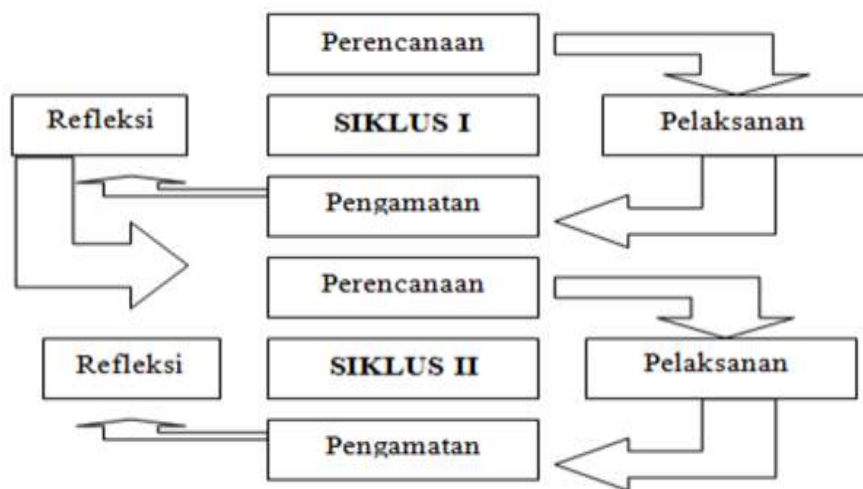 Perencanaan
Refleksi
SIKLUS I
Pelaksanan
Pengamatan
Perencanaan
Refleksi
SIKLUS II
Pelaksanan
Pengamatan